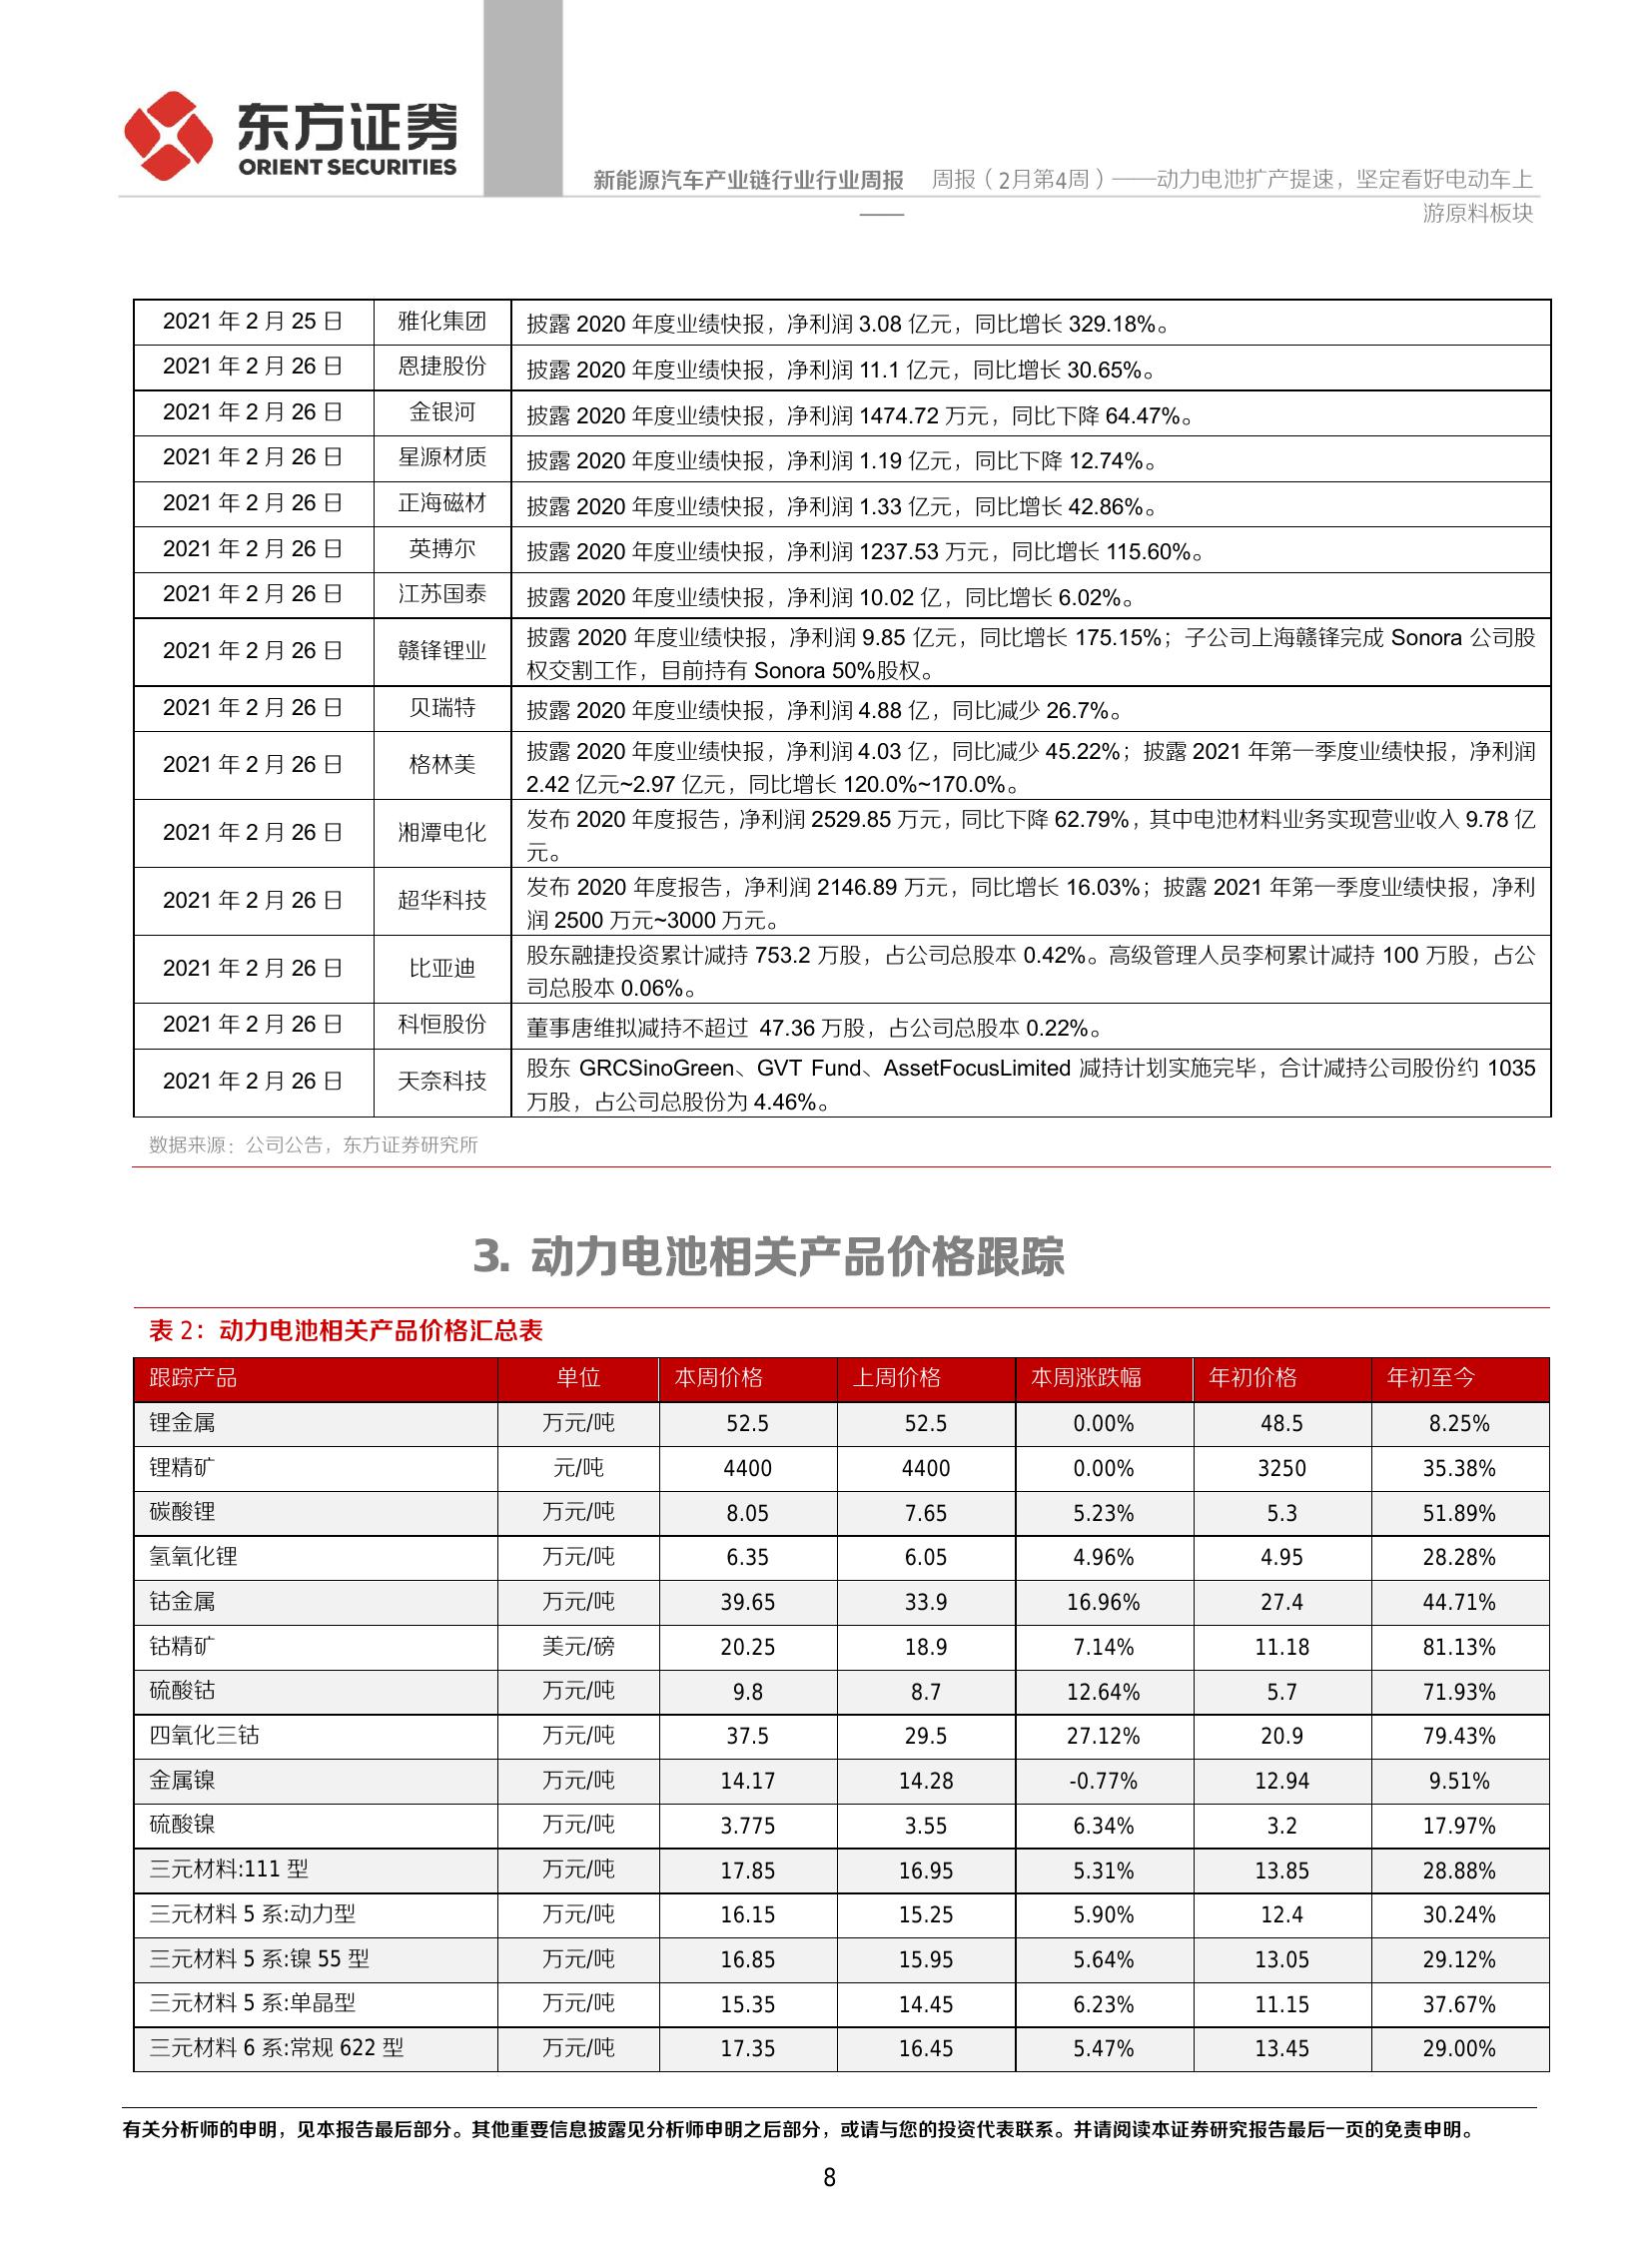 东方证券
ORIENT SECURITIES
新能源汽车产业链行业行业周报 周报（2月第4周）——动力电池扩产提速，坚定看好电动车上
—— 游原料板块
2021 年 2 月 25 日 雅化集团 披露 2020 年度业绩快报，净利润 3.08 亿元，同比增长 329.18%。
2021 年 2 月 26 日 恩捷股份 披露 2020 年度业绩快报，净利润 11.1 亿元，同比增长 30.65%。
2021 年 2 月 26 日 金银河 披露 2020 年度业绩快报，净利润 1474.72 万元，同比下降 64.47%。
2021 年 2 月 26 日 星源材质 披露 2020 年度业绩快报，净利润 1.19 亿元，同比下降 12.74%。
2021 年 2 月 26 日 正海磁材 披露 2020 年度业绩快报，净利润 1.33 亿元，同比增长 42.86%。
2021 年 2 月 26 日 英搏尔 披露 2020 年度业绩快报，净利润 1237.53 万元，同比增长 115.60%。
2021 年 2 月 26 日 江苏国泰 披露 2020 年度业绩快报，净利润 10.02 亿，同比增长 6.02%。
2021 年 2 月 26 日 赣锋锂业 披露 2020 年度业绩快报，净利润 9.85 亿元，同比增长 175.15%；子公司上海赣锋完成 Sonora 公司股
权交割工作，目前持有 Sonora 50%股权。
2021 年 2 月 26 日 贝瑞特 披露 2020 年度业绩快报，净利润 4.88 亿，同比减少 26.7%。
2021 年 2 月 26 日 格林美 披露 2020 年度业绩快报，净利润 4.03 亿，同比减少 45.22%；披露 2021 年第一季度业绩快报，净利润
2.42 亿元~2.97 亿元，同比增长 120.0%~170.0%。
2021 年 2 月 26 日 湘潭电化 发布 2020 年度报告，净利润 2529.85 万元，同比下降 62.79%，其中电池材料业务实现营业收入 9.78 亿
元。
2021 年 2 月 26 日 超华科技 发布 2020 年度报告，净利润 2146.89 万元，同比增长 16.03%；披露 2021 年第一季度业绩快报，净利
润 2500 万元~3000 万元。
2021 年 2 月 26 日 比亚迪 股东融捷投资累计减持 753.2 万股，占公司总股本 0.42%。高级管理人员李柯累计减持 100 万股，占公
司总股本 0.06%。
2021 年 2 月 26 日 科恒股份 董事唐维拟减持不超过 47.36 万股，占公司总股本 0.22%。
2021 年 2 月 26 日 天奈科技 股东 GRCSinoGreen、GVT Fund、AssetFocusLimited 减持计划实施完毕，合计减持公司股份约 1035
万股，占公司总股份为 4.46%。
数据来源：公司公告，东方证券研究所
3. 动力电池相关产品价格跟踪
表 2：动力电池相关产品价格汇总表
跟踪产品 单位 本周价格 上周价格 本周涨跌幅 年初价格 年初至今
锂金属 万元/吨 52.5 52.5 0.00% 48.5 8.25%
锂精矿 元/吨 4400 4400 0.00% 3250 35.38%
碳酸锂 万元/吨 8.05 7.65 5.23% 5.3 51.89%
氢氧化锂 万元/吨 6.35 6.05 4.96% 4.95 28.28%
钴金属 万元/吨 39.65 33.9 16.96% 27.4 44.71%
钴精矿 美元/磅 20.25 18.9 7.14% 11.18 81.13%
硫酸钴 万元/吨 9.8 8.7 12.64% 5.7 71.93%
四氧化三钴 万元/吨 37.5 29.5 27.12% 20.9 79.43%
金属镍 万元/吨 14.17 14.28 -0.77% 12.94 9.51%
硫酸镍 万元/吨 3.775 3.55 6.34% 3.2 17.97%
三元材料:111 型 万元/吨 17.85 16.95 5.31% 13.85 28.88%
三元材料 5 系:动力型 万元/吨 16.15 15.25 5.90% 12.4 30.24%
三元材料 5 系:镍 55 型 万元/吨 16.85 15.95 5.64% 13.05 29.12%
三元材料 5 系:单晶型 万元/吨 15.35 14.45 6.23% 11.15 37.67%
三元材料 6 系:常规 622 型 万元/吨 17.35 16.45 5.47% 13.45 29.00%
有关分析师的申明，见本报告最后部分。其他重要信息披露见分析师申明之后部分，或请与您的投资代表联系。并请阅读本证券研究报告最后一页的免责申明。
8